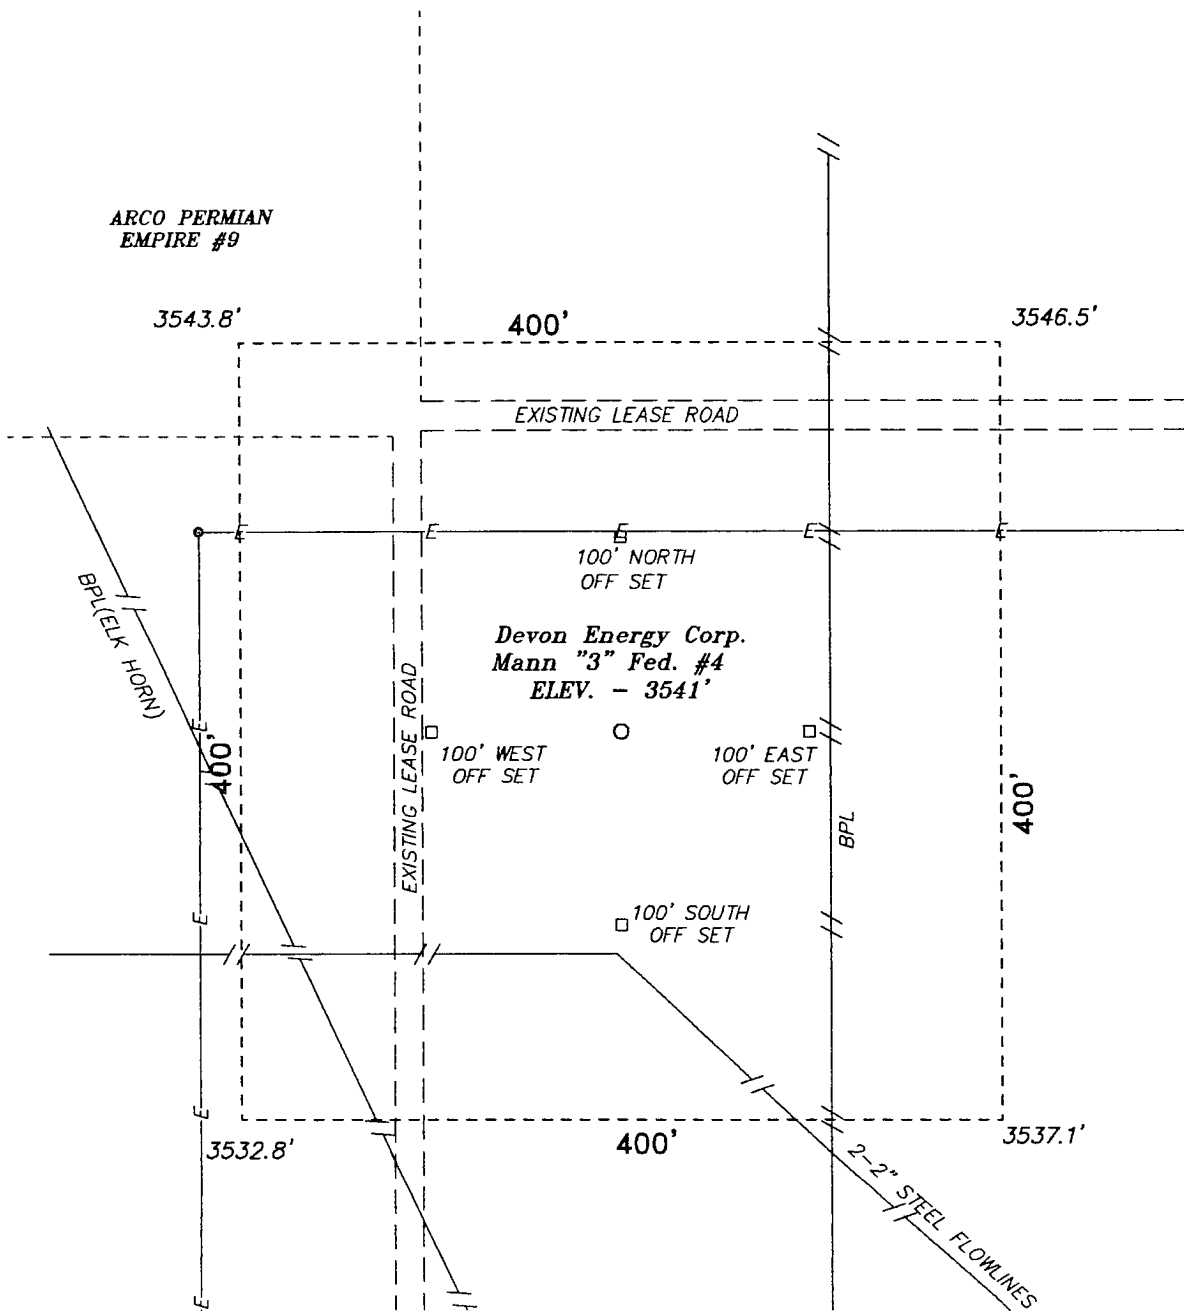 ARCO PERMIAN
EMPIRE #9
3543.8'
400'
3546.5'
EXISTING LEASE ROAD
E
E
E
E
E
100' NORTH
OFF SET
BPL(ELK HORN)
Devon Energy Corp.
Mann "3" Fed. #4
ELEV. - 3541'
EXISTING LEASE ROAD
E
400'
100' WEST
OFF SET
100' EAST
OFF SET
BPL
400'
E
100' SOUTH
OFF SET
E
3532.8'
400'
3537.1'
2-2" STEEL FLOWLINES
E